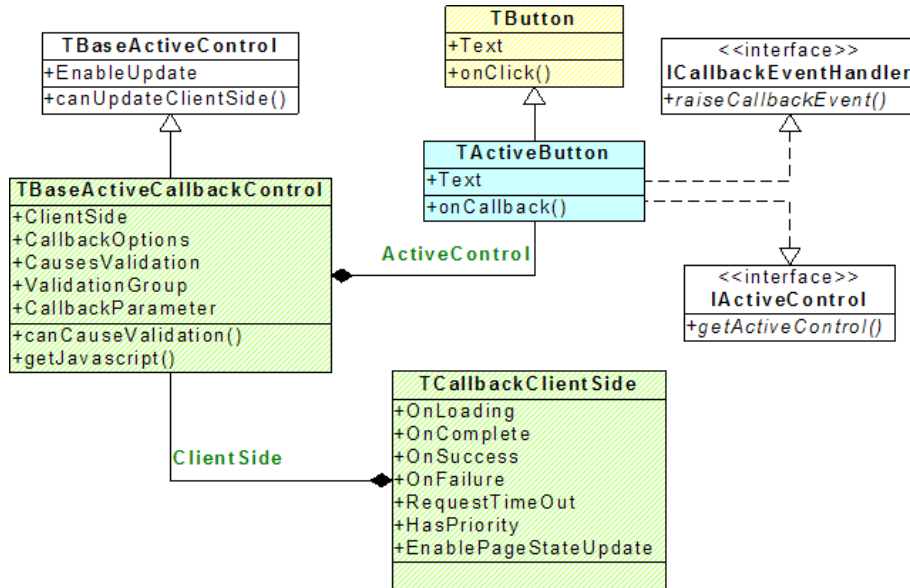 TBaseActiveControl
+EnableUpdate
+canUpdateClientSide()
TButton
+Text
+onClick()
<<interface>>
ICallbackEventHandler
+raiseCallbackEvent()
TActiveButton
+Text
+onCallback()
TBaseActiveCallbackControl
+ClientSide
+CallbackOptions
+CausesValidation
+ValidationGroup
+CallbackParameter
+canCauseValidation()
+getJavascript()
ActiveControl
<<interface>>
IActiveControl
+getActiveControl()
ClientSide
TCallbackClientSide
+OnLoading
+OnComplete
+OnSuccess
+OnFailure
+RequestTimeOut
+HasPriority
+EnablePageStateUpdate